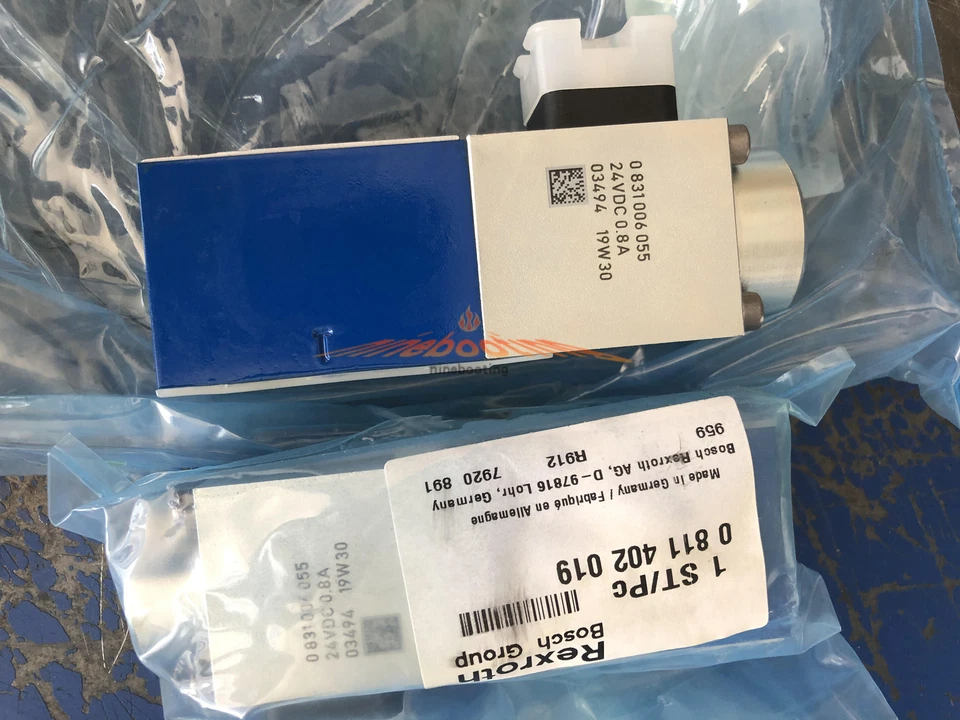 0 831 006 055
24VDC 0.8A
03494 19W30
nineboo
ninebooting
Rexroth
Bosch Group
1 ST/Pc
0 811 402 019
Made in Germany / Fabriqué en Allemagne
Bosch Rexroth AG, D-97816 Lohr, Germany
R912 7920 891
959
0 831 006 055
24VDC 0.8A
03494 19W30